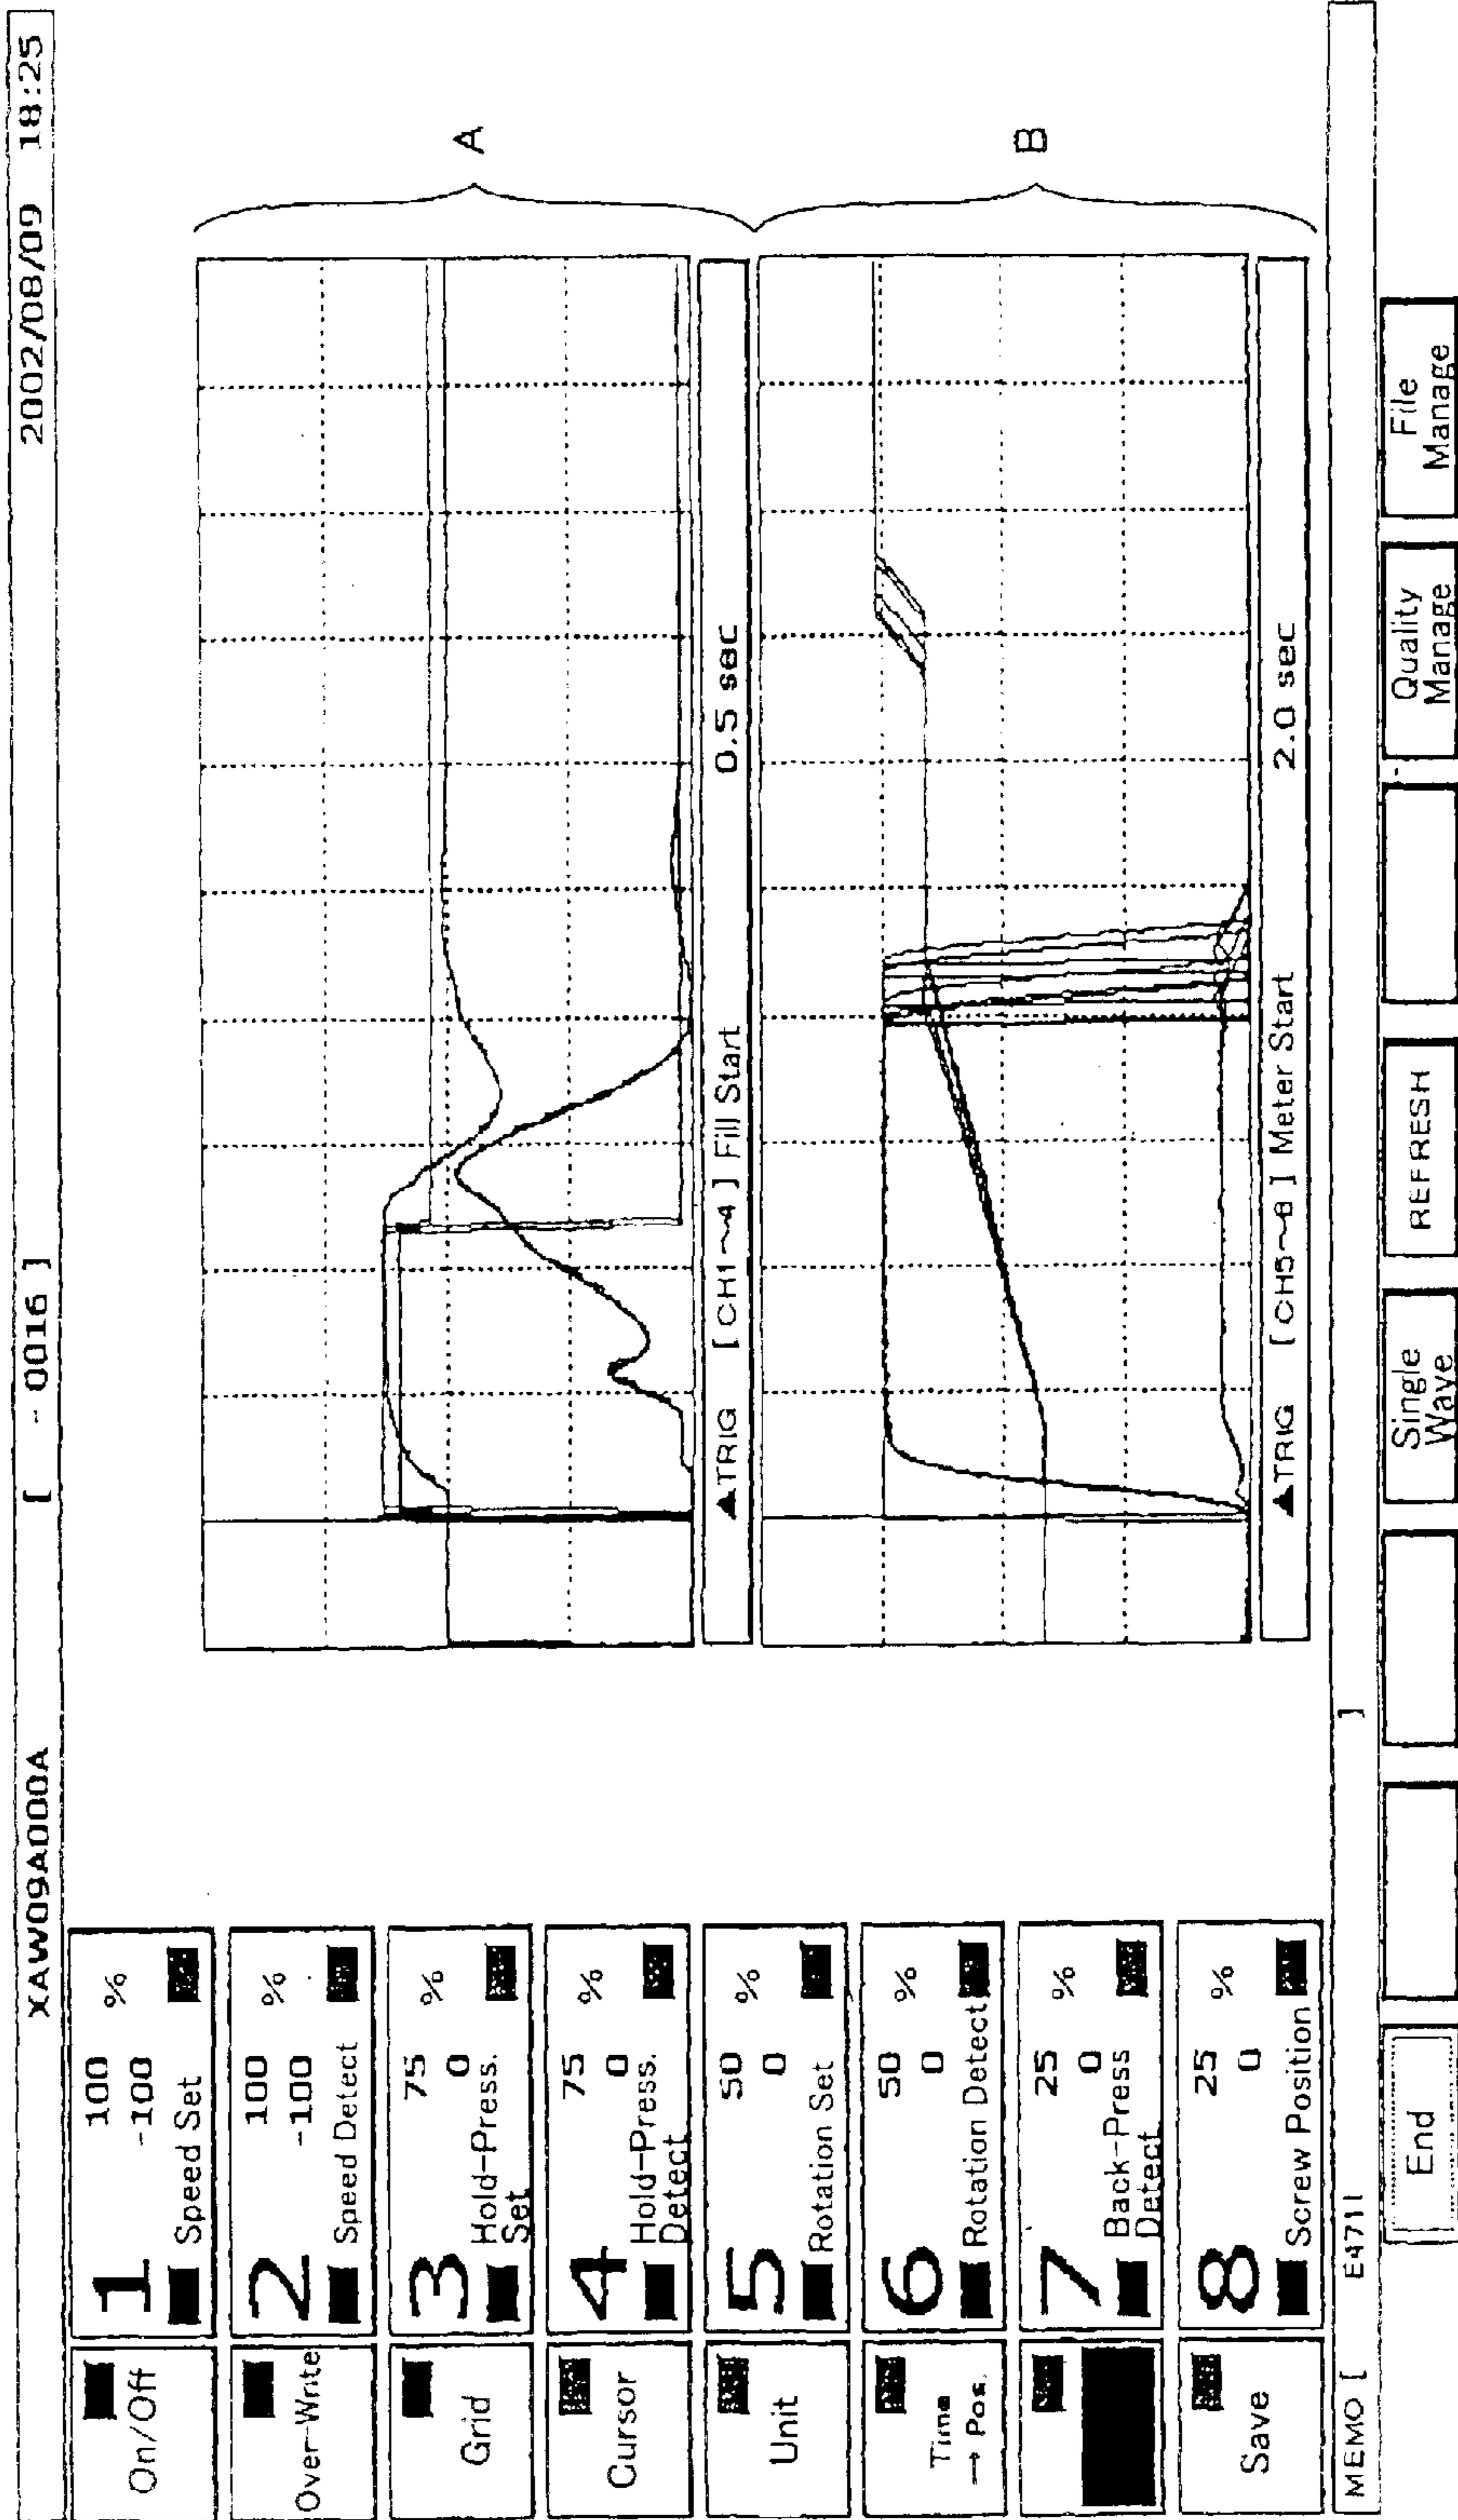 XAW09A000A [ - 0016 ] 2002/08/09 18:25
On/Off
1 100 %
-100
Speed Set
Over-Write
2 100 %
-100
Speed Detect
Grid
3 75 %
0
Hold-Press.
Set
Cursor
4 75 %
0
Hold-Press.
Detect
Unit
5 50 %
0
Rotation Set
Time
→ Pos.
6 50 %
0
Rotation Detect
7 25 %
0
Back-Press
Detect
Save
8 25 %
0
Screw Position
A
▲TRIG [CH1~4] Fill Start 0.5 sec
B
▲TRIG [CH5~8] Meter Start 2.0 sec
MEMO [ E4711 ]
End
Single
Wave
REFRESH
Quality
Manage
File
Manage